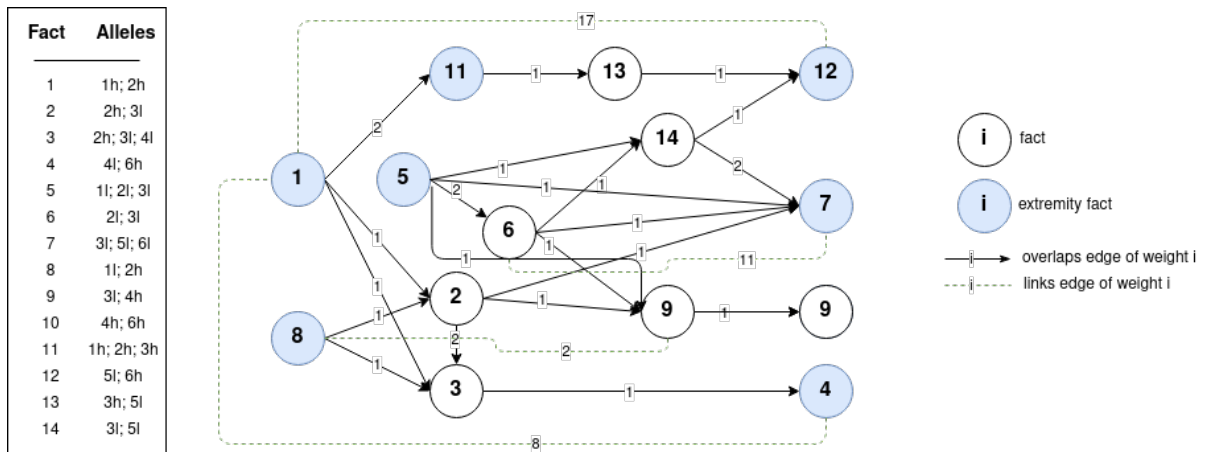 Fact Alleles
1 1h; 2h
2 2h; 3l
3 2h; 3l; 4l
4 4l; 6h
5 1l; 2l; 3l
6 2l; 3l
7 3l; 5l; 6l
8 1l; 2h
9 3l; 4h
10 4h; 6h
11 1h; 2h; 3h
12 5l; 6h
13 3h; 5l
14 3l; 5l
17
11 1 13 1 12
2
1
14
i fact
1 5 1
2
1
1
2
7
i extremity fact
6
1
1
1
1
1
1
11
i overlaps edge of weight i
i links edge of weight i
1
2
1
9
1
9
8
1
2
2
1
3
1
4
8